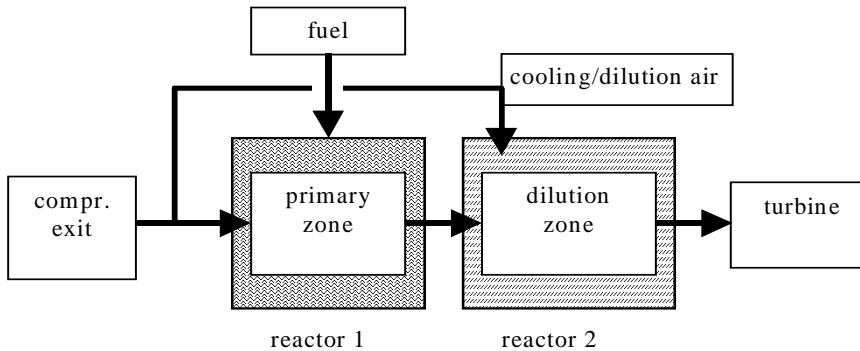 fuel
cooling/dilution air
compr.
exit
primary
zone
dilution
zone
turbine
reactor 1
reactor 2